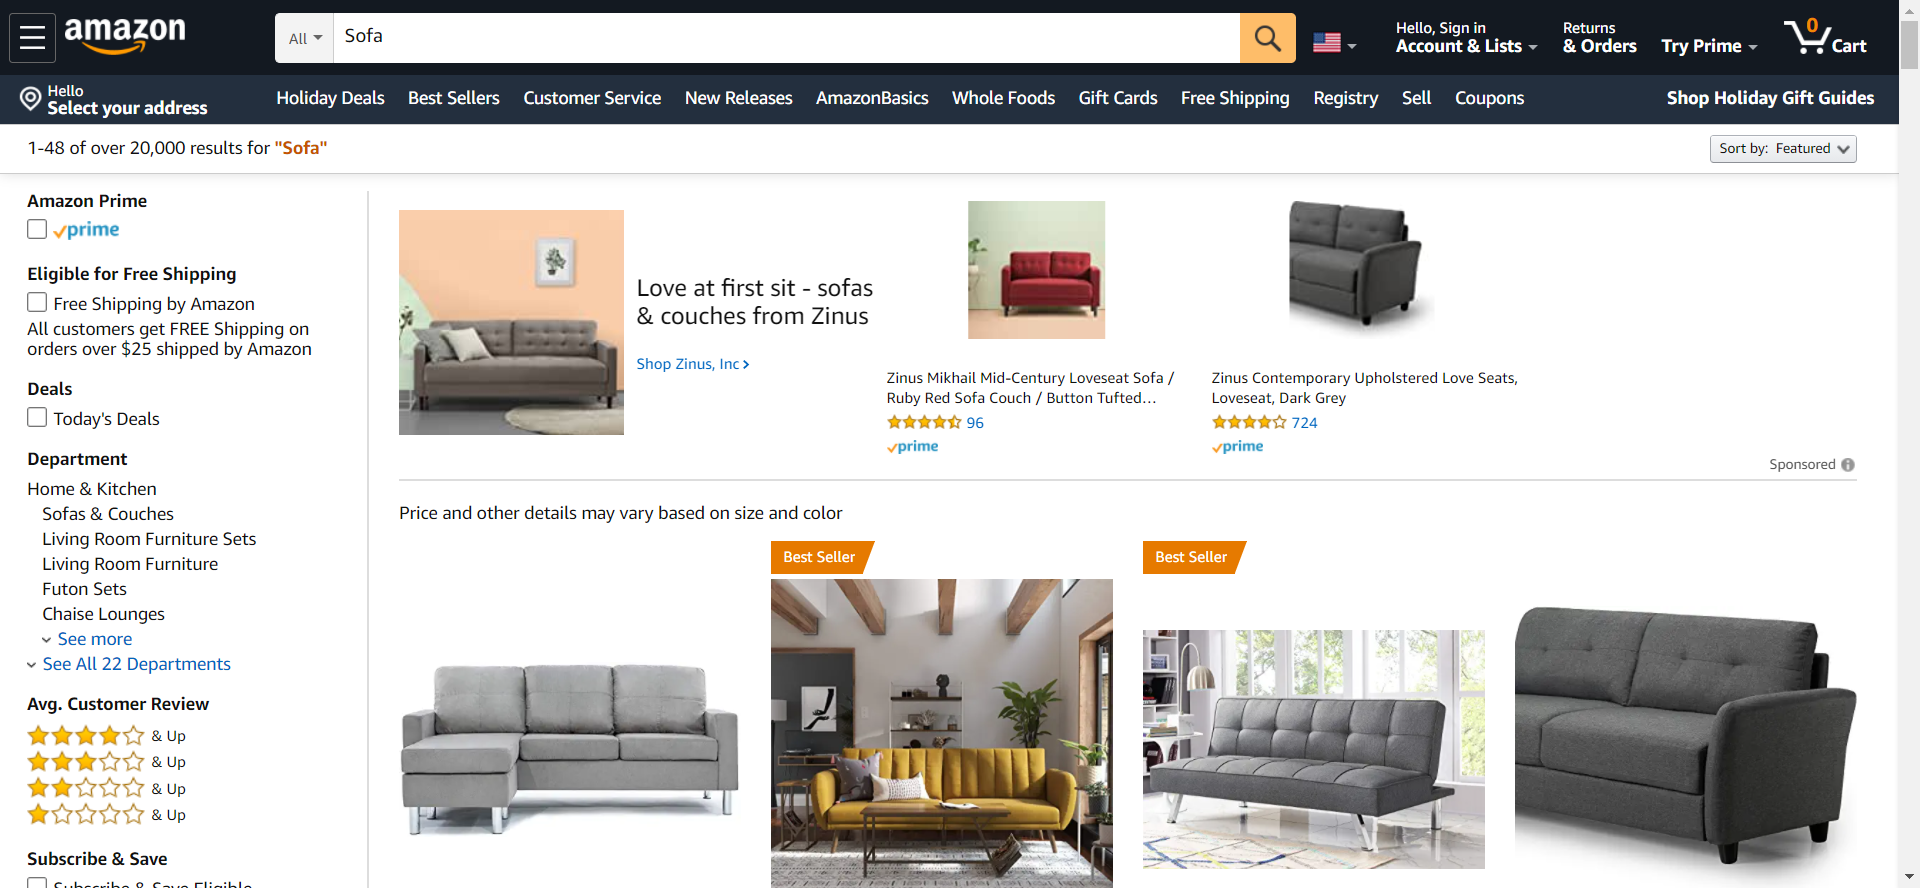 amazon
All
Sofa
Hello, Sign in
Account & Lists
Returns
& Orders
Try Prime
0
Cart
Hello
Select your address
Holiday Deals
Best Sellers
Customer Service
New Releases
AmazonBasics
Whole Foods
Gift Cards
Free Shipping
Registry
Sell
Coupons
Shop Holiday Gift Guides
1-48 of over 20,000 results for "Sofa"
Sort by: Featured
Amazon Prime
prime
Eligible for Free Shipping
Free Shipping by Amazon
All customers get FREE Shipping on
orders over $25 shipped by Amazon
Deals
Today's Deals
Department
Home & Kitchen
Sofas & Couches
Living Room Furniture Sets
Living Room Furniture
Futon Sets
Chaise Lounges
See more
See All 22 Departments
Avg. Customer Review
& Up
& Up
& Up
& Up
Subscribe & Save
Subscribe & Save Eligible
Love at first sit - sofas
& couches from Zinus
Shop Zinus, Inc
Zinus Mikhail Mid-Century Loveseat Sofa /
Ruby Red Sofa Couch / Button Tufted...
96
prime
Zinus Contemporary Upholstered Love Seats,
Loveseat, Dark Grey
724
prime
Sponsored
Price and other details may vary based on size and color
Best Seller
Best Seller